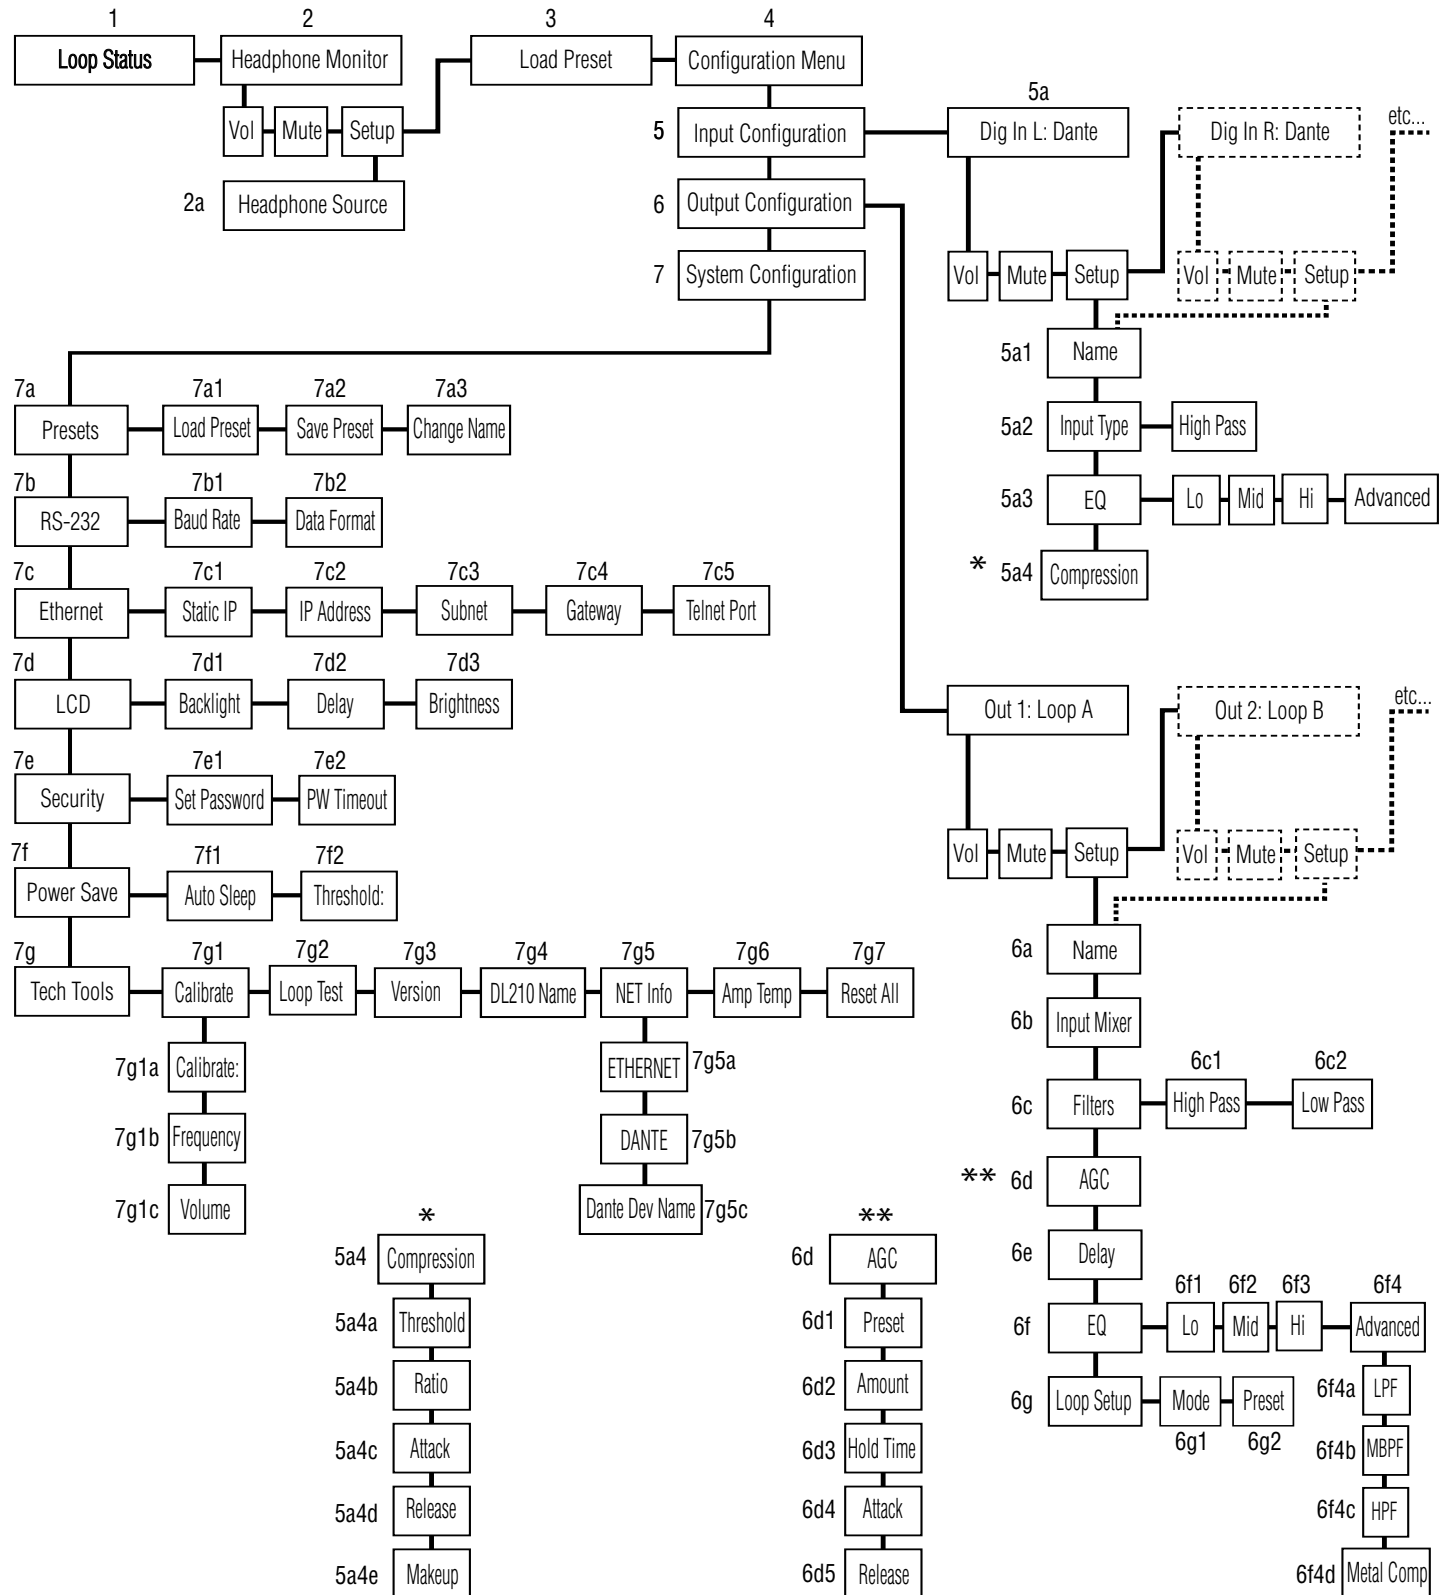 1 2 3 4
Loop Status Headphone Monitor Load Preset Configuration Menu
Vol Mute Setup
2a Headphone Source
5 Input Configuration
6 Output Configuration
7 System Configuration
5a
Dig In L: Dante Dig In R: Dante etc...
Vol Mute Setup Vol Mute Setup
5a1 Name
5a2 Input Type High Pass
5a3 EQ Lo Mid Hi Advanced
* 5a4 Compression
7a 7a1 7a2 7a3
Presets Load Preset Save Preset Change Name
7b 7b1 7b2
RS-232 Baud Rate Data Format
7c 7c1 7c2 7c3 7c4 7c5
Ethernet Static IP IP Address Subnet Gateway Telnet Port
7d 7d1 7d2 7d3
LCD Backlight Delay Brightness
7e 7e1 7e2
Security Set Password PW Timeout
7f 7f1 7f2
Power Save Auto Sleep Threshold:
7g 7g1 7g2 7g3 7g4 7g5 7g6 7g7
Tech Tools Calibrate Loop Test Version DL210 Name NET Info Amp Temp Reset All
7g1a Calibrate:
7g1b Frequency
7g1c Volume
ETHERNET 7g5a
DANTE 7g5b
Dante Dev Name 7g5c
Out 1: Loop A Out 2: Loop B etc...
Vol Mute Setup Vol Mute Setup
6a Name
6b Input Mixer
6c1 6c2
6c Filters High Pass Low Pass
** 6d AGC
6e Delay
6f1 6f2 6f3 6f4
6f EQ Lo Mid Hi Advanced
6g Loop Setup Mode Preset
6g1 6g2
6f4a LPF
6f4b MBPF
6f4c HPF
6f4d Metal Comp
*
5a4 Compression
5a4a Threshold
5a4b Ratio
5a4c Attack
5a4d Release
5a4e Makeup
**
6d AGC
6d1 Preset
6d2 Amount
6d3 Hold Time
6d4 Attack
6d5 Release